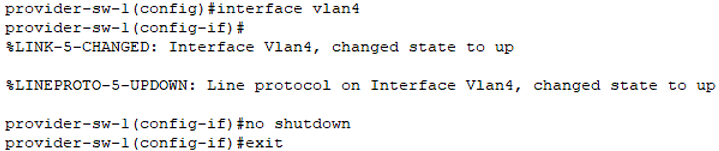 provider-sw-1(config)#interface vlan4
provider-sw-1(config-if)#
%LINK-5-CHANGED: Interface Vlan4, changed state to up
%LINEPROTO-5-UPDOWN: Line protocol on Interface Vlan4, changed state to up
provider-sw-1(config-if)#no shutdown
provider-sw-1(config-if)#exit